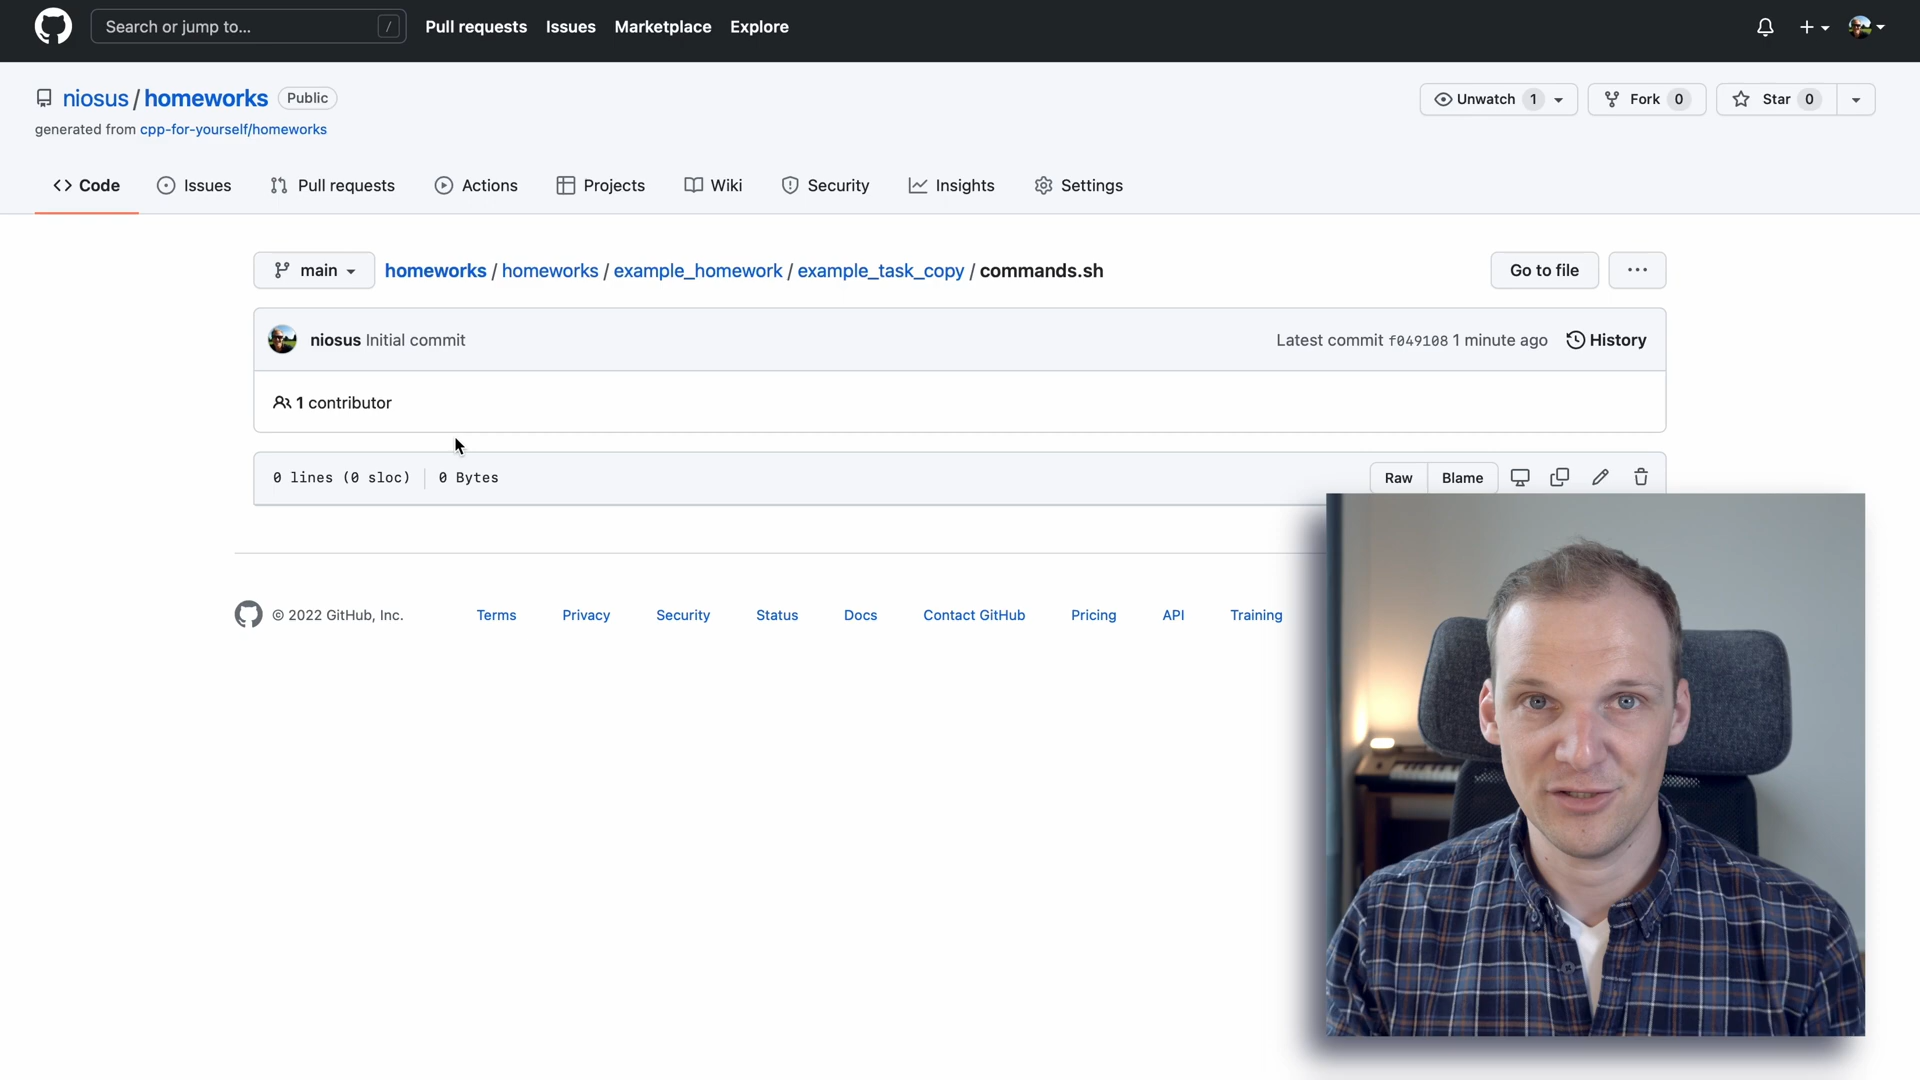 Search or jump to... /
Pull requests Issues Marketplace Explore
niosus / homeworks Public
Unwatch 1 Fork 0 Star 0
generated from cpp-for-yourself/homeworks
<> Code Issues Pull requests Actions Projects Wiki Security Insights Settings
main homeworks / homeworks / example_homework / example_task_copy / commands.sh Go to file ...
niosus Initial commit Latest commit f049108 1 minute ago History
1 contributor
0 lines (0 sloc) 0 Bytes Raw Blame
© 2022 GitHub, Inc. Terms Privacy Security Status Docs Contact GitHub Pricing API Training